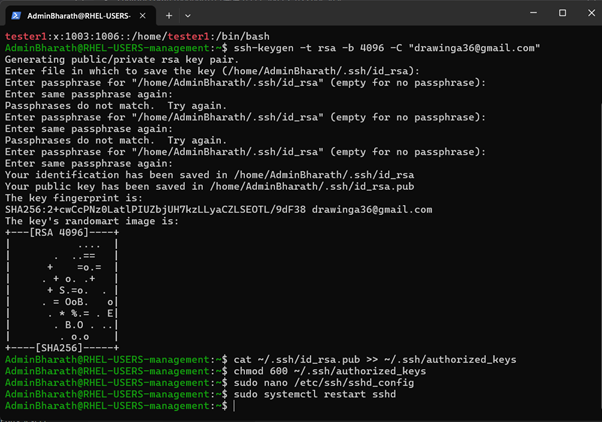 AdminBharath@RHEL-USERS-
tester1:x:1003:1006::/home/tester1:/bin/bash
AdminBharath@RHEL-USERS-management:~$ ssh-keygen -t rsa -b 4096 -C "drawinga36@gmail.com"
Generating public/private rsa key pair.
Enter file in which to save the key (/home/AdminBharath/.ssh/id_rsa):
Enter passphrase for "/home/AdminBharath/.ssh/id_rsa" (empty for no passphrase):
Enter same passphrase again:
Passphrases do not match.  Try again.
Enter passphrase for "/home/AdminBharath/.ssh/id_rsa" (empty for no passphrase):
Enter same passphrase again:
Passphrases do not match.  Try again.
Enter passphrase for "/home/AdminBharath/.ssh/id_rsa" (empty for no passphrase):
Enter same passphrase again:
Your identification has been saved in /home/AdminBharath/.ssh/id_rsa
Your public key has been saved in /home/AdminBharath/.ssh/id_rsa.pub
The key fingerprint is:
SHA256:2+cwCcPNz0LatlPIUZbjUH7kzLLyaCZLSEOTL/9dF38 drawinga36@gmail.com
The key's randomart image is:
+---[RSA 4096]----+
|           ....  |
|       .  ..==   |
|      +    =o.=  |
|     . + o. .+   |
|      + S.=o.  . |
|     . = OoB.   o|
|      . * %.= . E|
|       . B.O . ..|
|        . o.o    |
+----[SHA256]-----+
AdminBharath@RHEL-USERS-management:~$ cat ~/.ssh/id_rsa.pub >> ~/.ssh/authorized_keys
AdminBharath@RHEL-USERS-management:~$ chmod 600 ~/.ssh/authorized_keys
AdminBharath@RHEL-USERS-management:~$ sudo nano /etc/ssh/sshd_config
AdminBharath@RHEL-USERS-management:~$ sudo systemctl restart sshd
AdminBharath@RHEL-USERS-management:~$